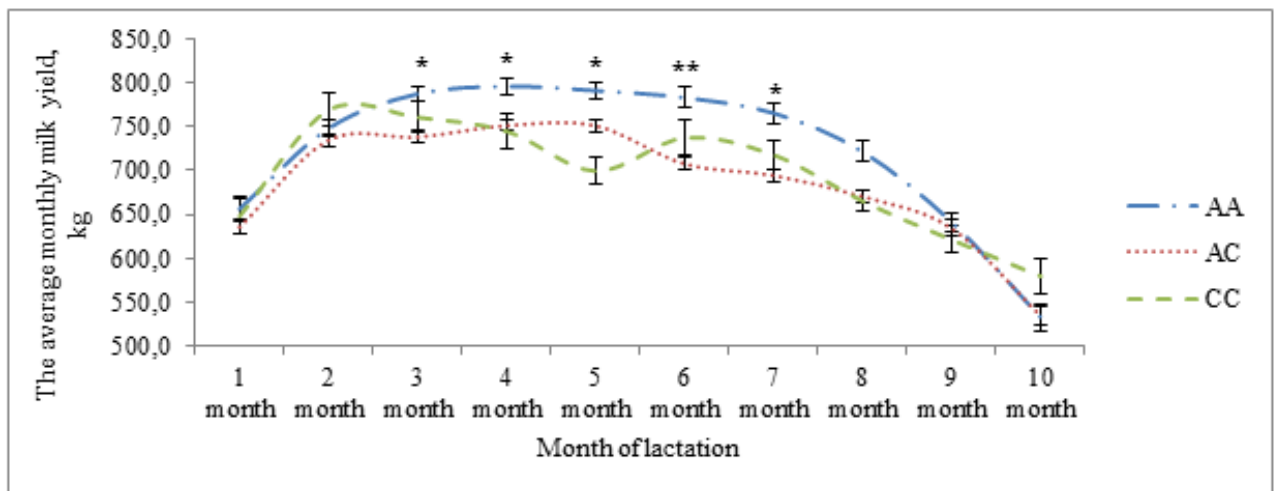 The average monthly milk yield,
kg
850,0
800,0
750,0
700,0
650,0
600,0
550,0
500,0
*
*
*
**
*
1
month
2
month
3
month
4
month
5
month
6
month
7
month
8
month
9
month
10
month
Month of lactation
AA
AC
CC